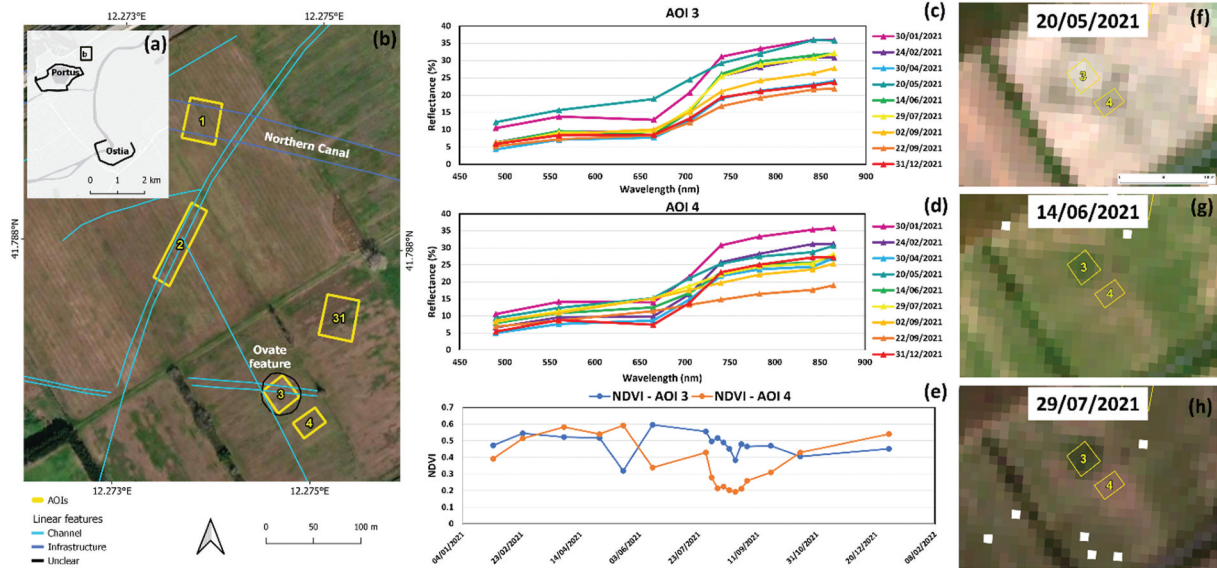 12.273°E
12.275°E
(a)
b
Portus
Ostia
0 1 2 km
(b)
1
Northern Canal
2
31
Ovate
feature
3
4
41.788°N
41.788°N
12.273°E
12.275°E
AOIs
Linear features
Channel
Infrastructure
Unclear
0 50 100 m
AOI 3
(c)
Reflectance (%)
40
35
30
25
20
15
10
5
0
450 500 550 600 650 700 750 800 850 900
Wavelength (nm)
30/01/2021
24/02/2021
30/04/2021
20/05/2021
14/06/2021
29/07/2021
02/09/2021
22/09/2021
31/12/2021
AOI 4
(d)
Reflectance (%)
40
35
30
25
20
15
10
5
0
450 500 550 600 650 700 750 800 850 900
Wavelength (nm)
30/01/2021
24/02/2021
30/04/2021
20/05/2021
14/06/2021
29/07/2021
02/09/2021
22/09/2021
31/12/2021
NDVI - AOI 3 NDVI - AOI 4
(e)
NDVI
0.7
0.6
0.5
0.4
0.3
0.2
0.1
0
04/01/2021 23/02/2021 14/04/2021 03/06/2021 23/07/2021 11/09/2021 31/10/2021 20/12/2021 08/02/2022
20/05/2021
(f)
3
4
14/06/2021
(g)
3
4
29/07/2021
(h)
3
4